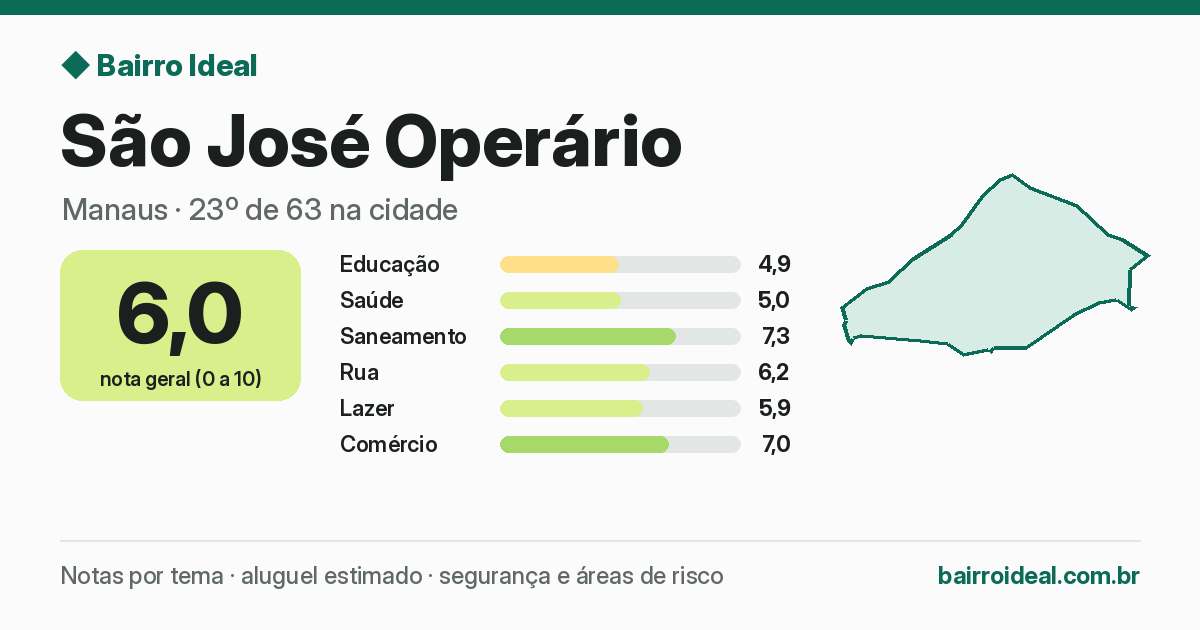 Bairro Ideal
São José Operário
Manaus · 23º de 63 na cidade
6,0
nota geral (0 a 10)
Educação 4,9
Saúde 5,0
Saneamento 7,3
Rua 6,2
Lazer 5,9
Comércio 7,0
Notas por tema · aluguel estimado · segurança e áreas de risco
bairroideal.com.br